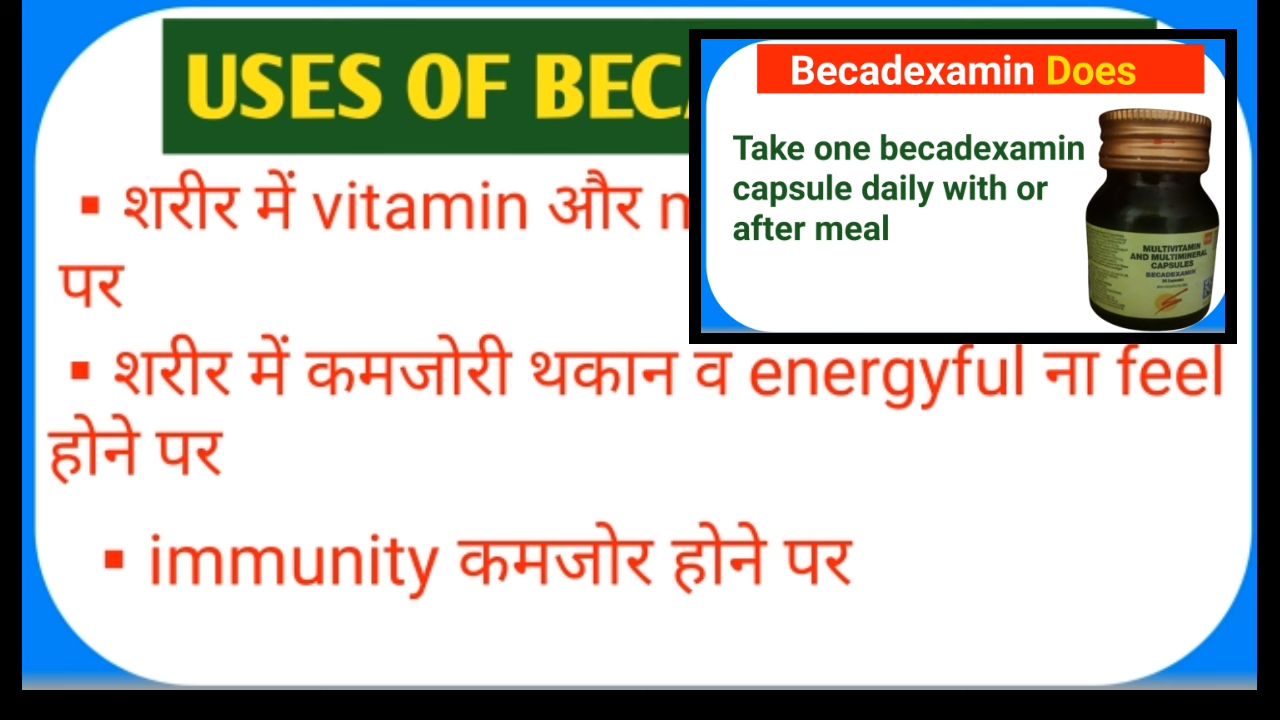 USES OF BECA
▪ शरीर में vitamin और
पर
▪ शरीर में कमजोरी थकान व energyful ना feel
होने पर
▪ immunity कमजोर होने पर
Becadexamin Does
Take one becadexamin
capsule daily with or
after meal
MULTIVITAMIN
AND MULTIMINERAL
CAPSULES
BECADEXAMIN